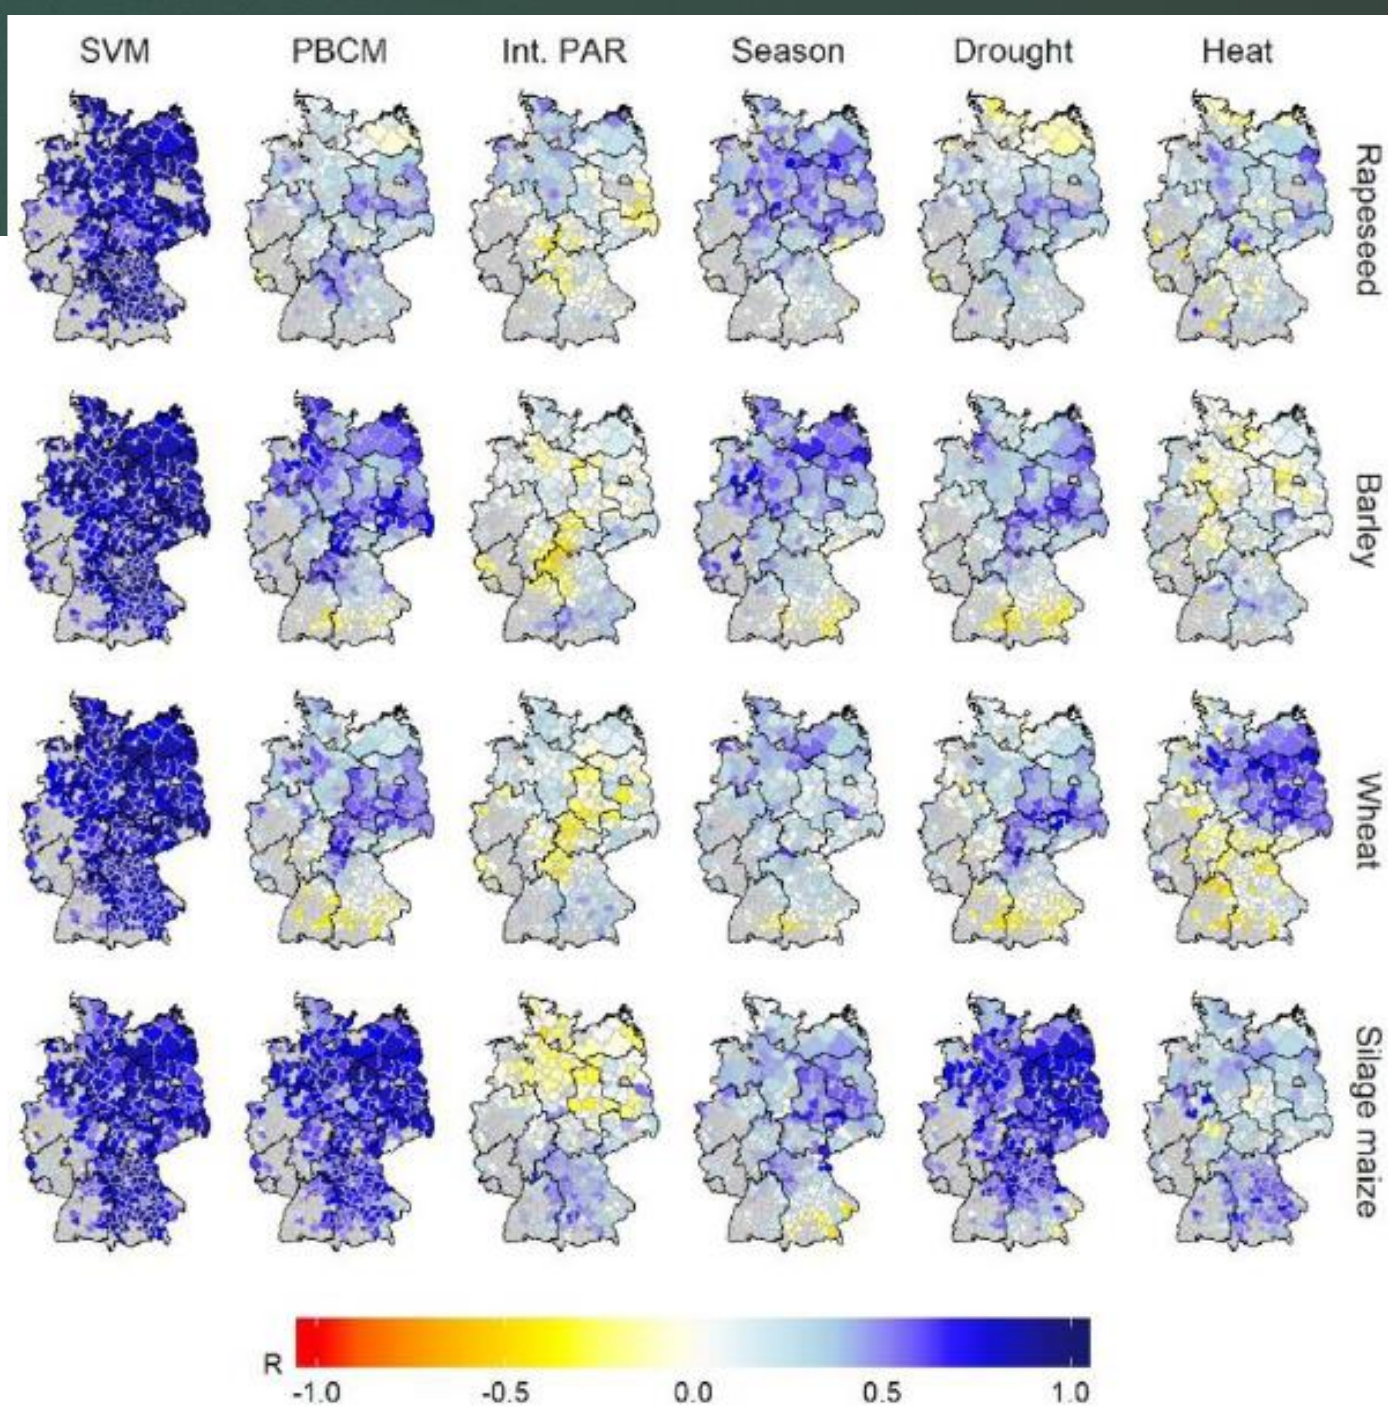 SVM PBCM Int. PAR Season Drought Heat
Rapeseed
Barley
Wheat
Silage maize
R
-1.0 -0.5 0.0 0.5 1.0